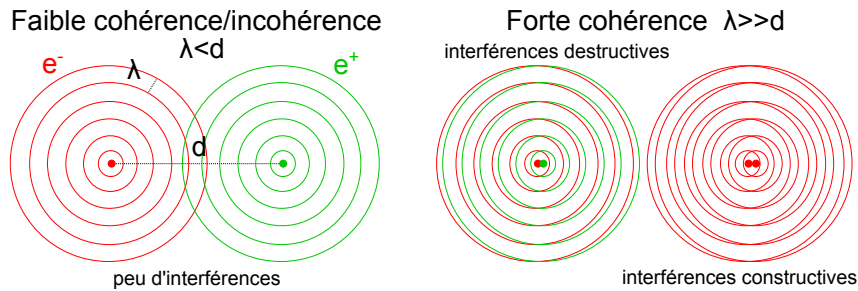 Faible cohérence/incohérence
λ<d
e-
λ
e+
d
peu d'interférences
Forte cohérence λ>>d
interférences destructives
interférences constructives